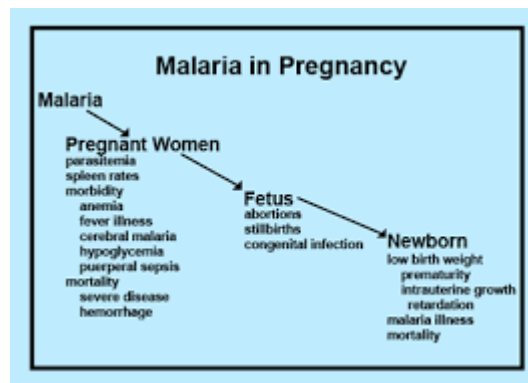 Malaria in Pregnancy
Malaria
Pregnant Women
parasitemia
spleen rates
morbidity
anemia
fever illness
cerebral malaria
hypoglycemia
puerperal sepsis
mortality
severe disease
hemorrhage
Fetus
abortions
stillbirths
congenital infection
Newborn
low birth weight
prematurity
intrauterine growth
retardation
malaria illness
mortality